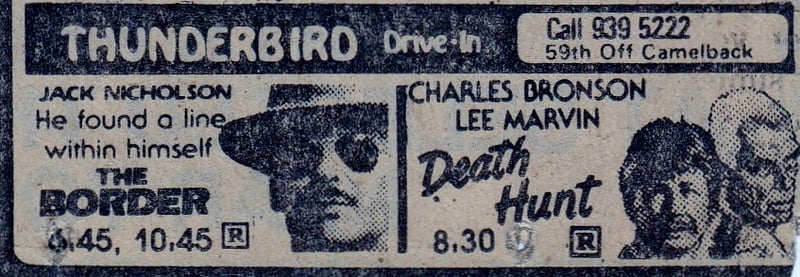 THUNDERBIRD Drive-In
Call 939 5222
59th Off Camelback
JACK NICHOLSON
He found a line
within himself
THE
BORDER
6.45, 10.45 R
CHARLES BRONSON
LEE MARVIN
Death
Hunt
8.30 R